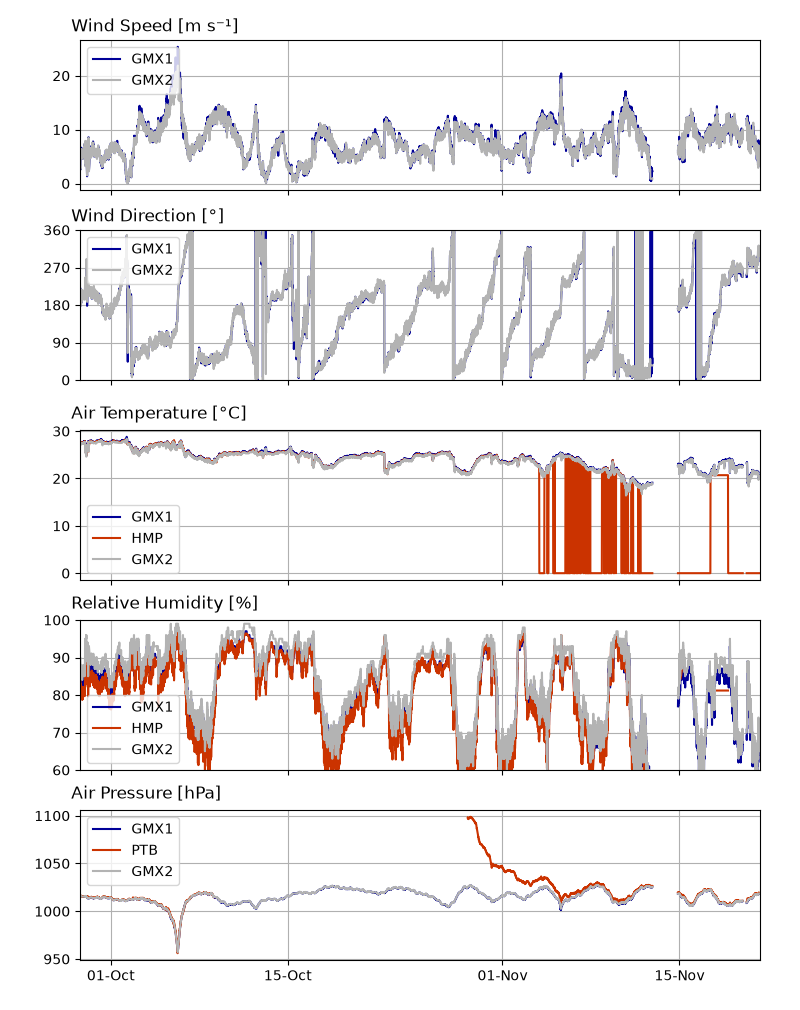 Wind Speed [m s⁻¹]
GMX1
GMX2
20
10
0
Wind Direction [°]
GMX1
GMX2
360
270
180
90
0
Air Temperature [°C]
30
20
10
0
GMX1
HMP
GMX2
Relative Humidity [%]
100
90
80
70
60
GMX1
HMP
GMX2
Air Pressure [hPa]
GMX1
PTB
GMX2
1100
1050
1000
950
01-Oct 15-Oct 01-Nov 15-Nov